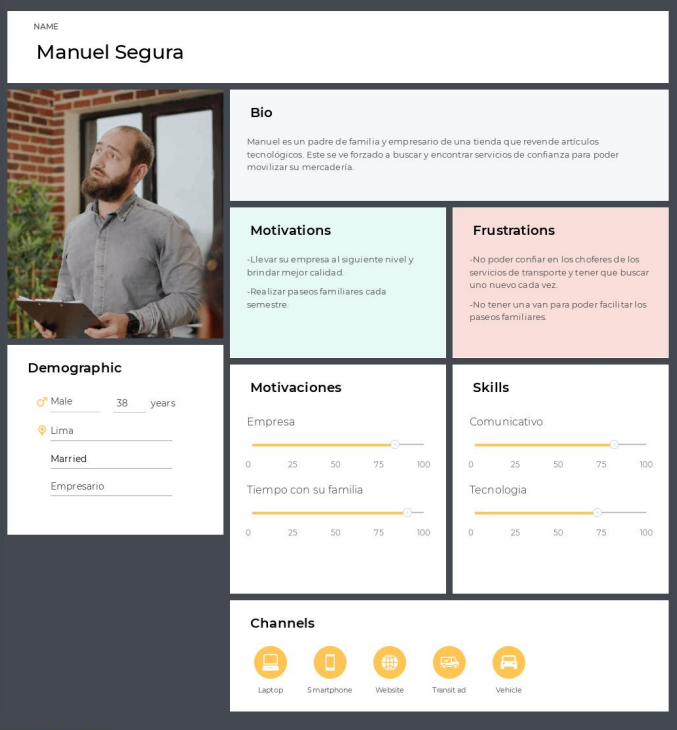 NAME
Manuel Segura
Bio
Manuel es un padre de familia y empresario de una tienda que revende artículos
tecnológicos. Este se ve forzado a buscar y encontrar servicios de confianza para poder
movilizar su mercadería.
Motivations
-Llevar su empresa al siguiente nivel y
brindar mejor calidad.
-Realizar paseos familiares cada
semestre.
Frustrations
-No poder confiar en los choferes de los
servicios de transporte y tener que buscar
uno nuevo cada vez.
-No tener una van para poder facilitar los
paseos familiares.
Demographic
Male 38 years
Lima
Married
Empresario
Motivaciones
Empresa
0 25 50 75 100
Tiempo con su familia
0 25 50 75 100
Skills
Comunicativo
0 25 50 75 100
Tecnologia
0 25 50 75 100
Channels
Laptop Smartphone Website Transit ad Vehicle